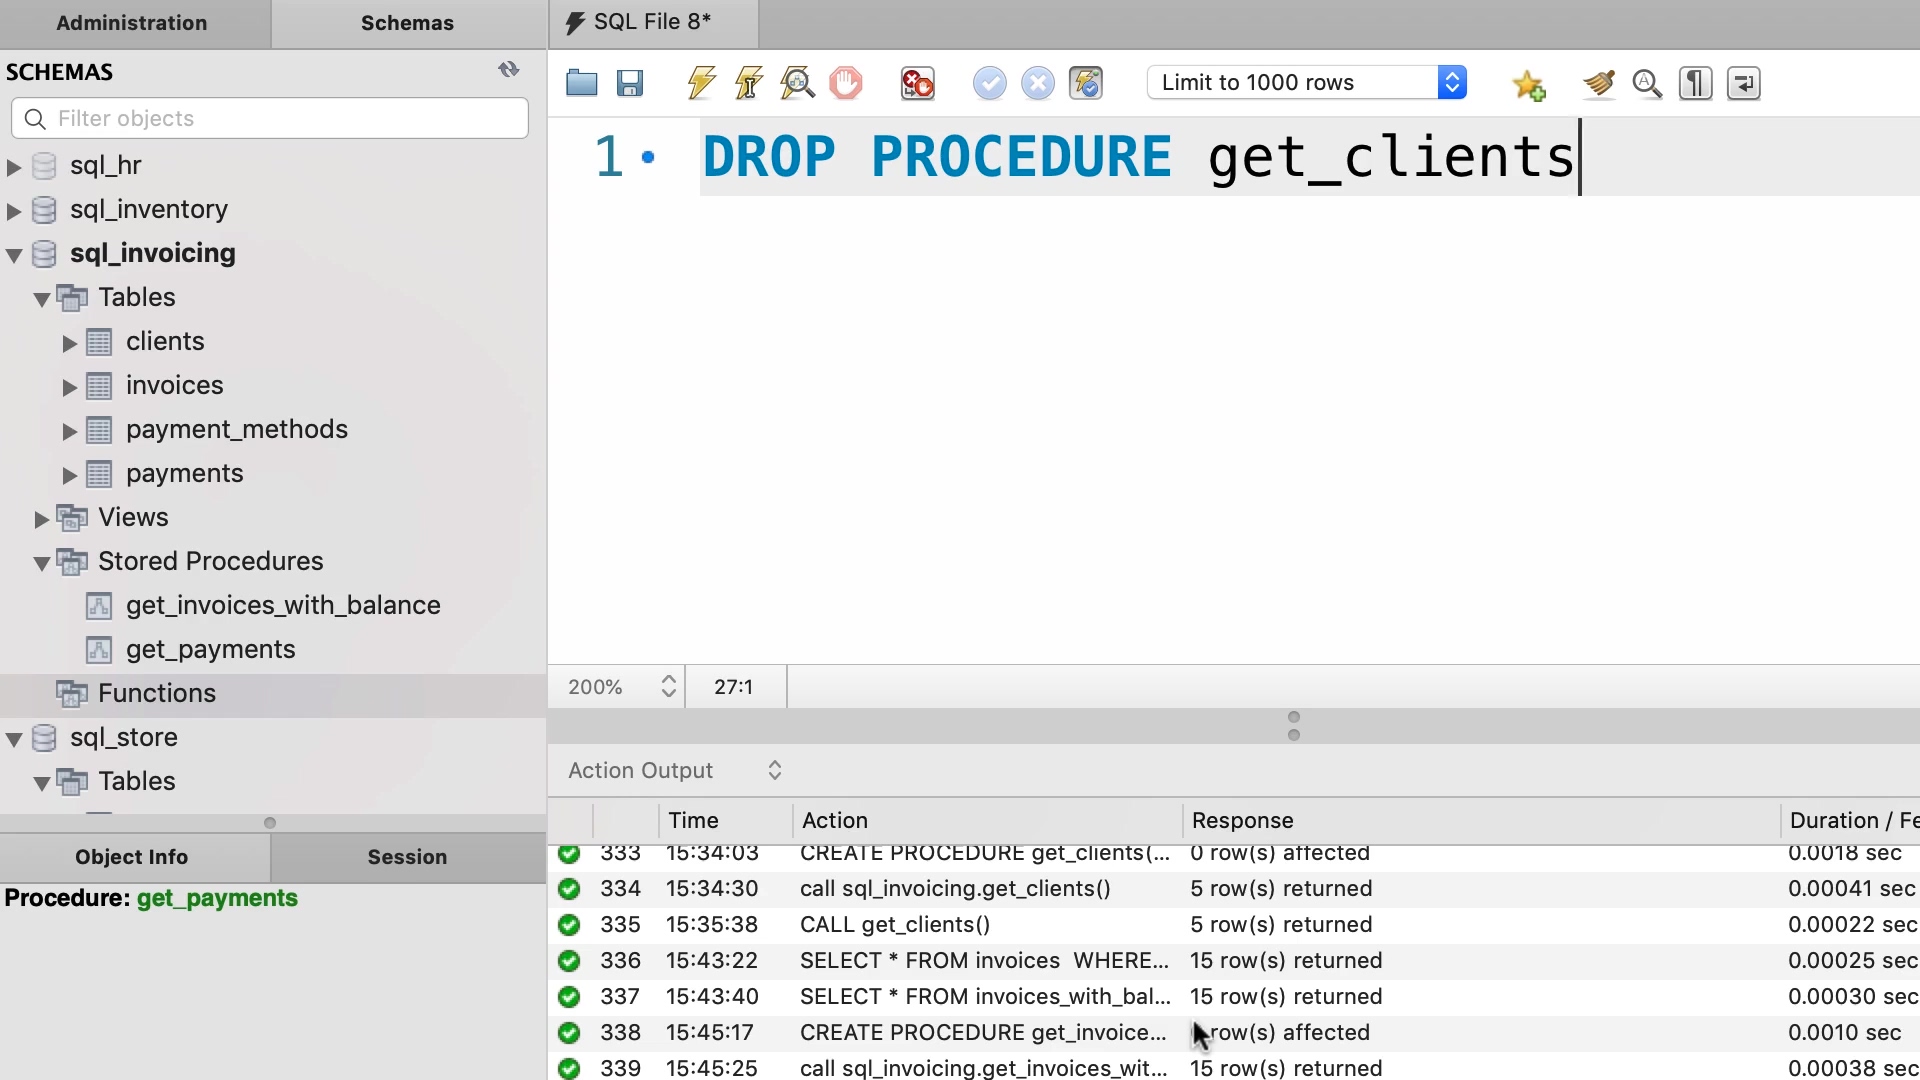 Administration
Schemas
SQL File 8*
SCHEMAS
Filter objects
Limit to 1000 rows
1 DROP PROCEDURE get_clients
sql_hr
sql_inventory
sql_invoicing
Tables
clients
invoices
payment_methods
payments
Views
Stored Procedures
get_invoices_with_balance
get_payments
Functions
sql_store
Tables
200%
27:1
Action Output
Time Action Response Duration / Fe
333 15:34:03 CREATE PROCEDURE get_clients(... 0 row(s) affected 0.0018 sec
334 15:34:30 call sql_invoicing.get_clients() 5 row(s) returned 0.00041 sec
335 15:35:38 CALL get_clients() 5 row(s) returned 0.00022 sec
336 15:43:22 SELECT * FROM invoices WHERE... 15 row(s) returned 0.00025 sec
337 15:43:40 SELECT * FROM invoices_with_bal... 15 row(s) returned 0.00030 sec
338 15:45:17 CREATE PROCEDURE get_invoice... row(s) affected 0.0010 sec
339 15:45:25 call sql_invoicing.get_invoices_wit... 15 row(s) returned 0.00038 sec
Object Info
Session
Procedure: get_payments